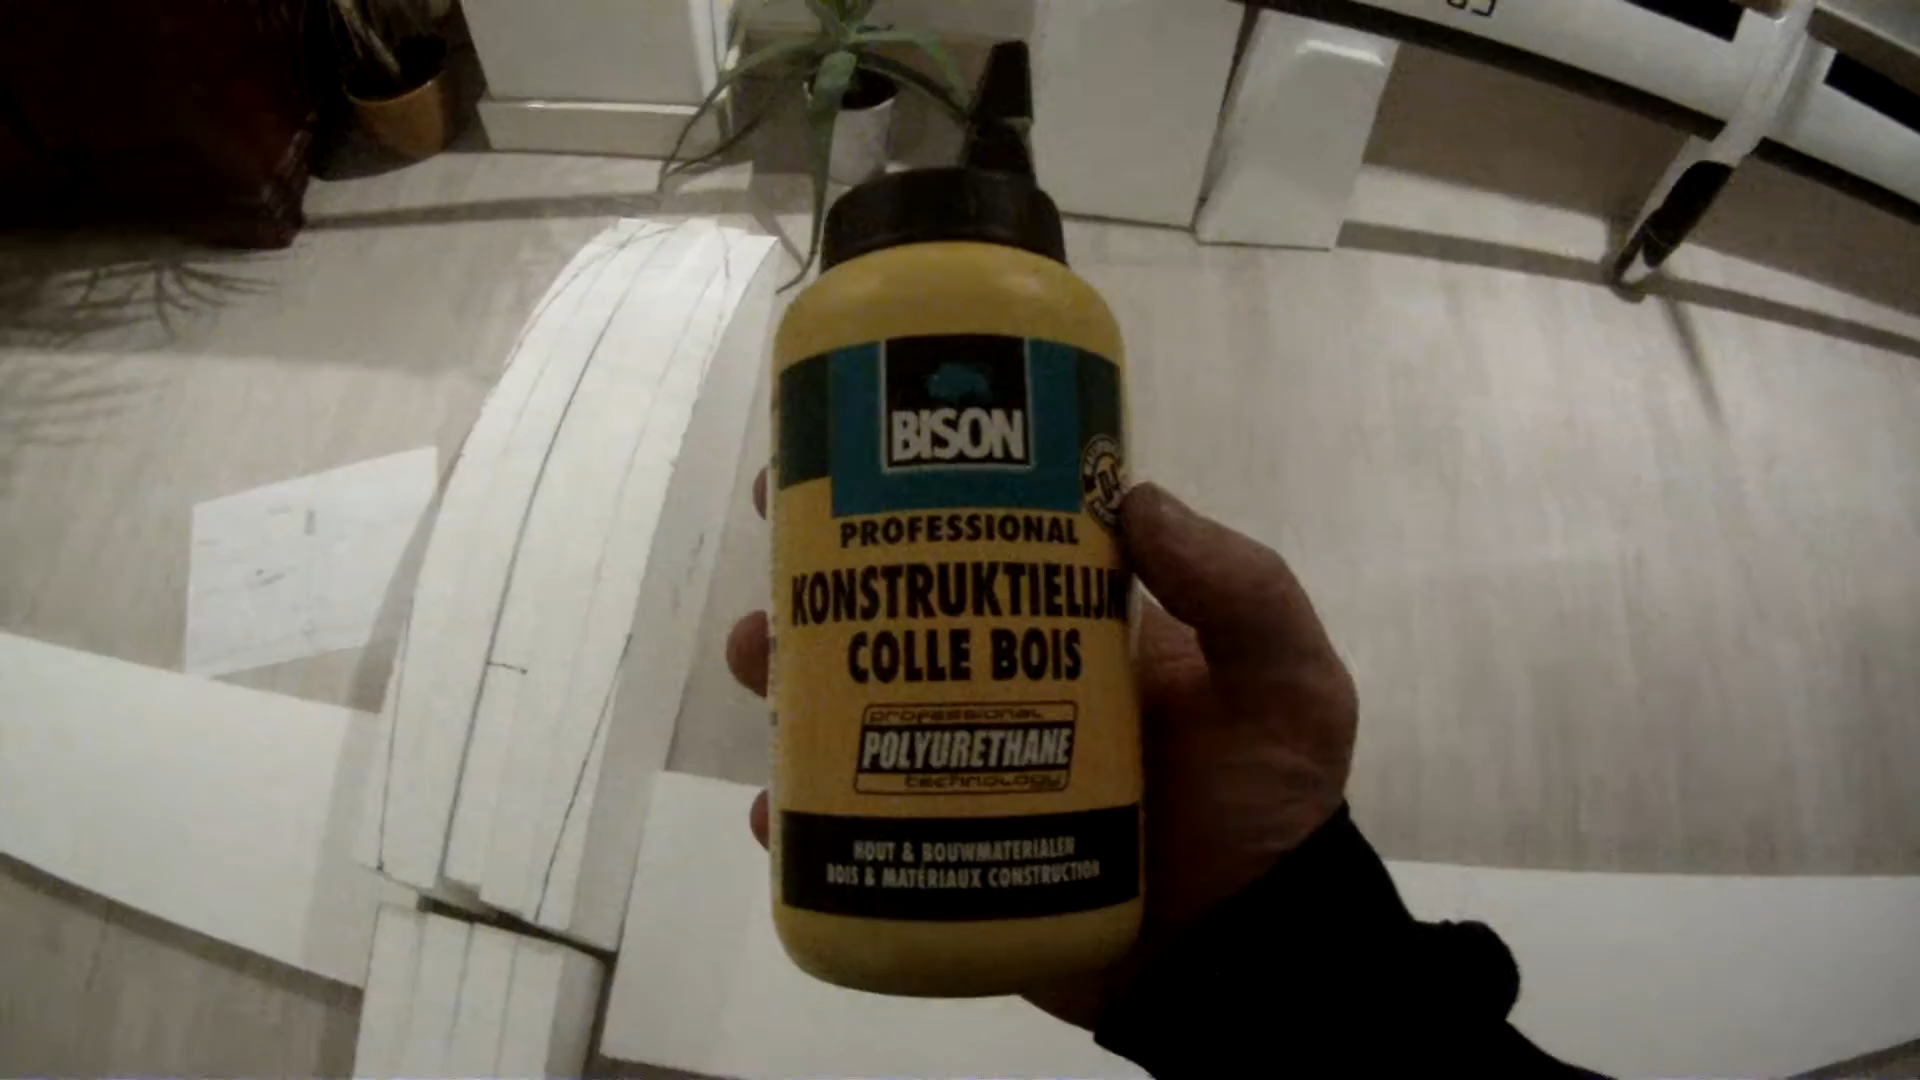 BISON
PROFESSIONAL
KONSTRUKTIELIJM
COLLE BOIS
professional
POLYURETHANE
technology
HOUT & BOUWMATERIALEN
BOIS & MATÉRIAUX CONSTRUCTION